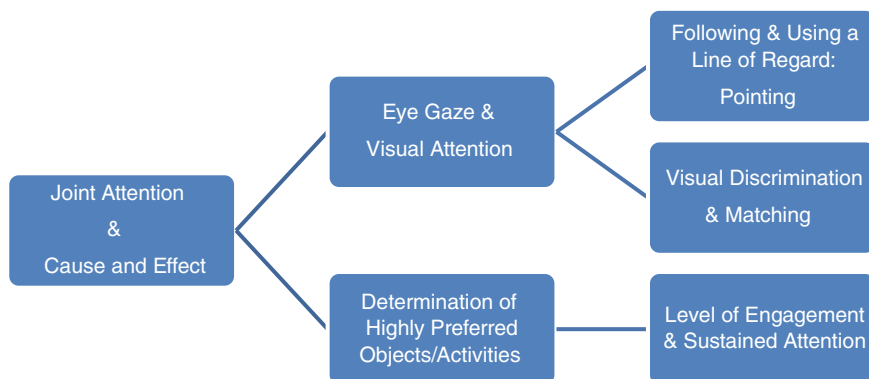 Joint Attention
&
Cause and Effect
Eye Gaze &
Visual Attention
Determination of
Highly Preferred
Objects/Activities
Following & Using a
Line of Regard:
Pointing
Visual Discrimination
& Matching
Level of Engagement
& Sustained Attention